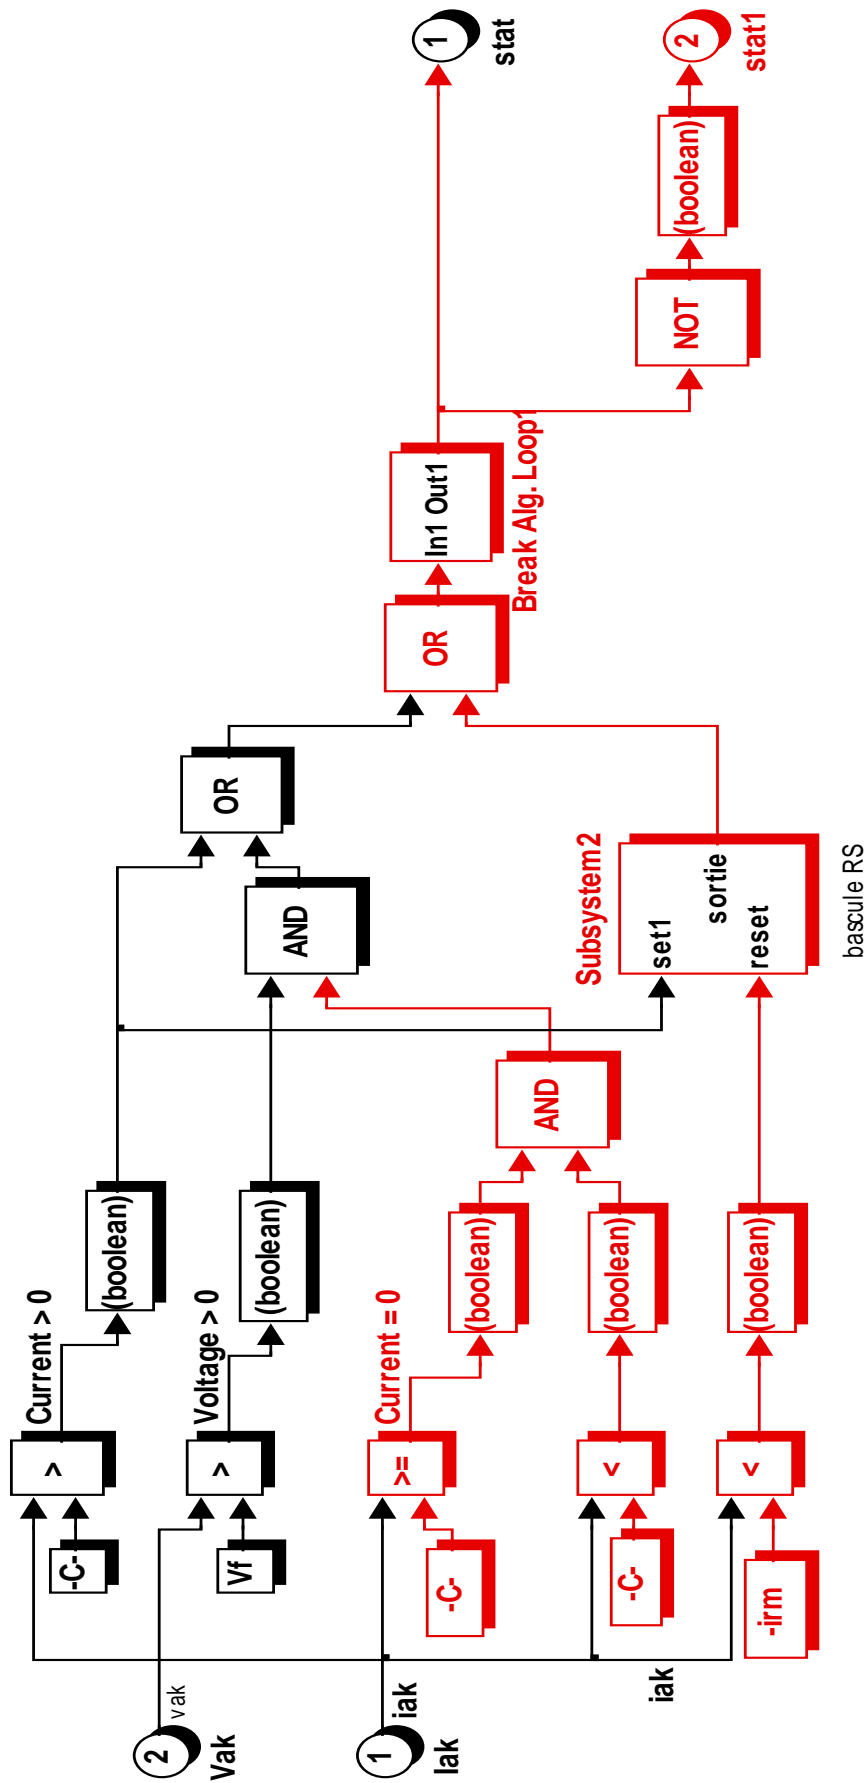 Current > 0
>
-C-
(boolean)
2
vak
Vak
Voltage > 0
>
Vf
(boolean)
OR
AND
1
iak
Iak
Current = 0
>=
-C-
(boolean)
AND
OR
In1 Out1
Break Alg. Loop1
1
stat
<
-C-
(boolean)
iak
<
-irm
(boolean)
Subsystem2
set1
sortie
reset
bascule RS
NOT
(boolean)
2
stat1